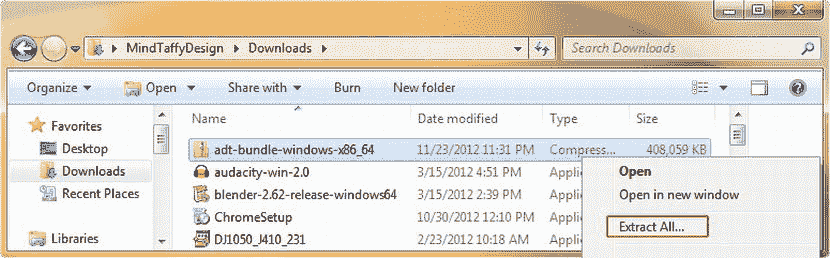 MindTaffyDesign Downloads Search Downloads
Organize Open Share with Burn New folder
Name Date modified Type Size
Favorites
Desktop
Downloads
Recent Places
Libraries
adt-bundle-windows-x86_64 11/23/2012 11:31 PM Compress... 408,059 KB
audacity-win-2.0 3/15/2012 4:51 PM Applic
blender-2.62-release-windows64 3/15/2012 2:39 PM Applic
ChromeSetup 10/30/2012 12:10 PM Applic
DJ1050_J410_231 2/23/2012 10:18 AM Applic
Open
Open in new window
Extract All...